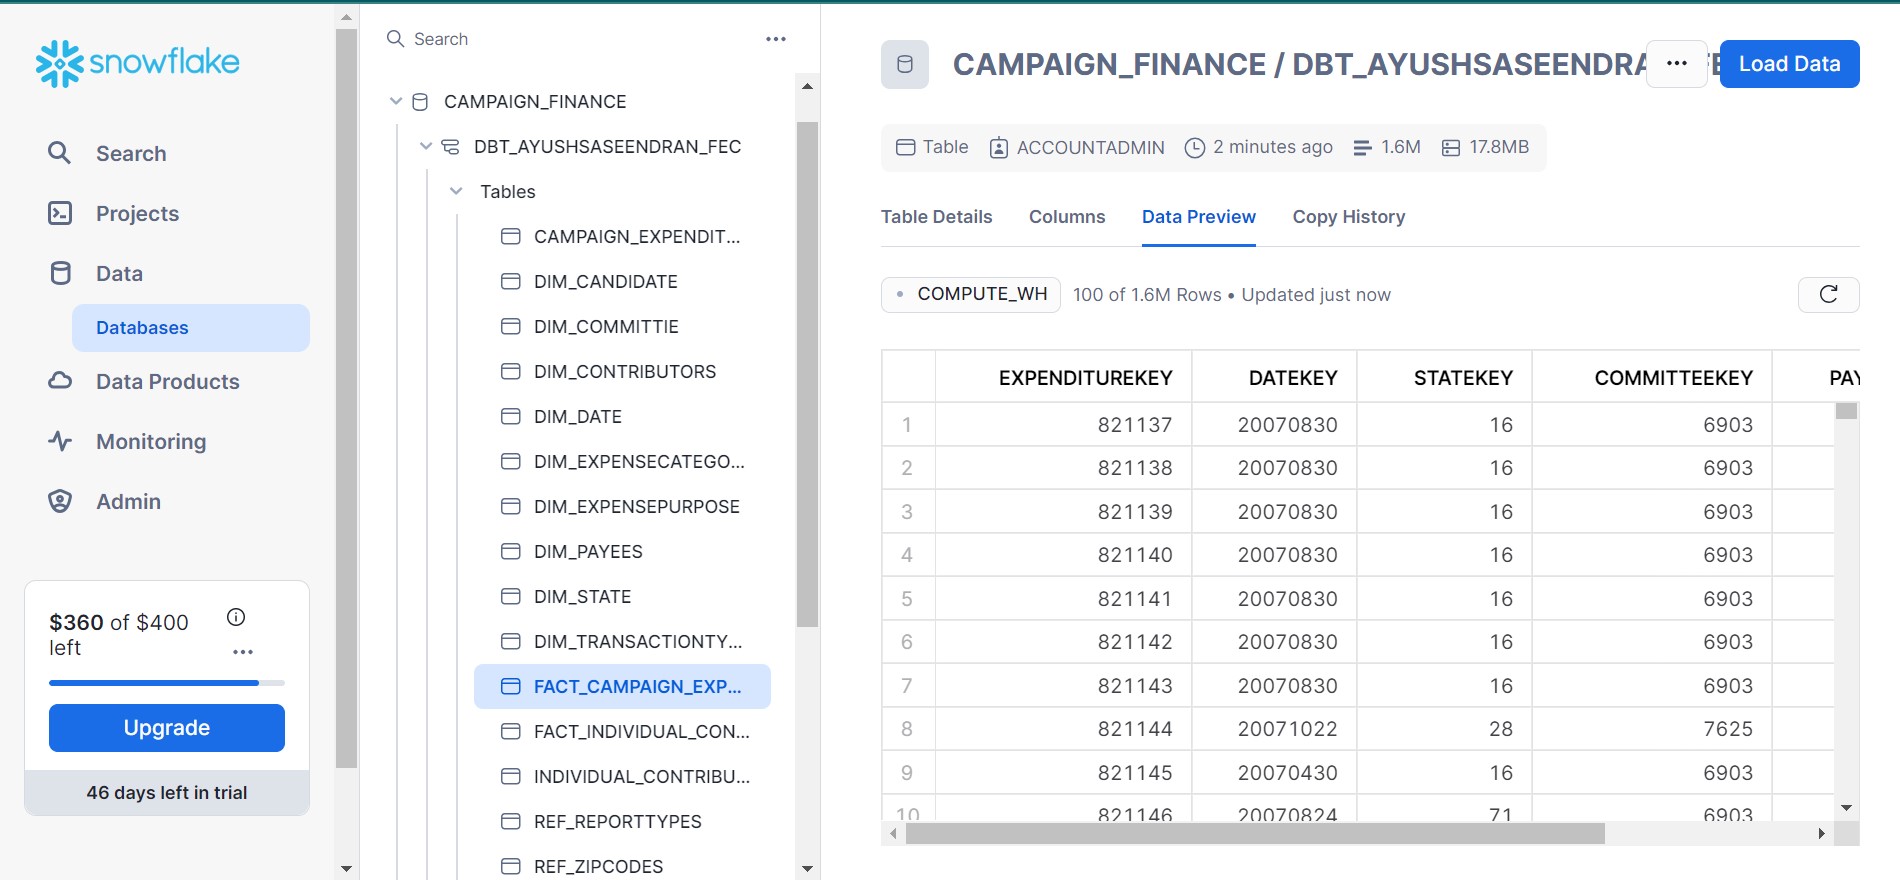 snowflake
Search
Projects
Data
Databases
Data Products
Monitoring
Admin
$360 of $400
left
Upgrade
46 days left in trial
Search
CAMPAIGN_FINANCE
DBT_AYUSHSASEENDRAN_FEC
Tables
CAMPAIGN_EXPENDIT...
DIM_CANDIDATE
DIM_COMMITTIE
DIM_CONTRIBUTORS
DIM_DATE
DIM_EXPENSECATEGO...
DIM_EXPENSEPURPOSE
DIM_PAYEES
DIM_STATE
DIM_TRANSACTIONTY...
FACT_CAMPAIGN_EXP...
FACT_INDIVIDUAL_CON...
INDIVIDUAL_CONTRIBU...
REF_REPORTTYPES
REF_ZIPCODES
CAMPAIGN_FINANCE / DBT_AYUSHSASEENDRA
Load Data
Table ACCOUNTADMIN 2 minutes ago 1.6M 17.8MB
Table Details Columns Data Preview Copy History
COMPUTE_WH 100 of 1.6M Rows • Updated just now
EXPENDITUREKEY DATEKEY STATEKEY COMMITTEEKEY PAY
1 821137 20070830 16 6903
2 821138 20070830 16 6903
3 821139 20070830 16 6903
4 821140 20070830 16 6903
5 821141 20070830 16 6903
6 821142 20070830 16 6903
7 821143 20070830 16 6903
8 821144 20071022 28 7625
9 821145 20070430 16 6903
10 821146 20070824 71 6903